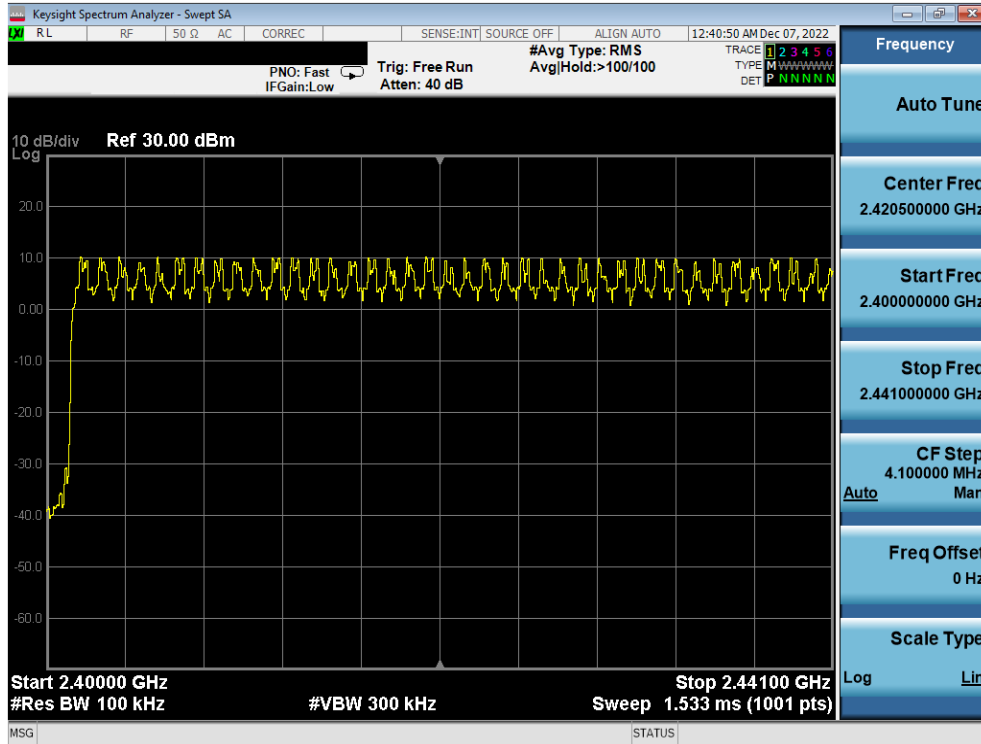 Keysight Spectrum Analyzer - Swept SA
LXI RL RF 50 Ω AC CORREC SENSE:INT SOURCE OFF ALIGN AUTO 12:40:50 AM Dec 07, 2022
#Avg Type: RMS TRACE 1 2 3 4 5 6
PNO: Fast Trig: Free Run Avg|Hold:>100/100 TYPE M W W W W W
IFGain:Low Atten: 40 dB DET P N N N N N
10 dB/div Ref 30.00 dBm
Log
20.0
10.0
0.00
-10.0
-20.0
-30.0
-40.0
-50.0
-60.0
Start 2.40000 GHz Stop 2.44100 GHz
#Res BW 100 kHz #VBW 300 kHz Sweep 1.533 ms (1001 pts)
MSG STATUS
Frequency
Auto Tune
Center Freq
2.420500000 GHz
Start Freq
2.400000000 GHz
Stop Freq
2.441000000 GHz
CF Step
4.100000 MHz
Auto Man
Freq Offset
0 Hz
Scale Type
Log Lin